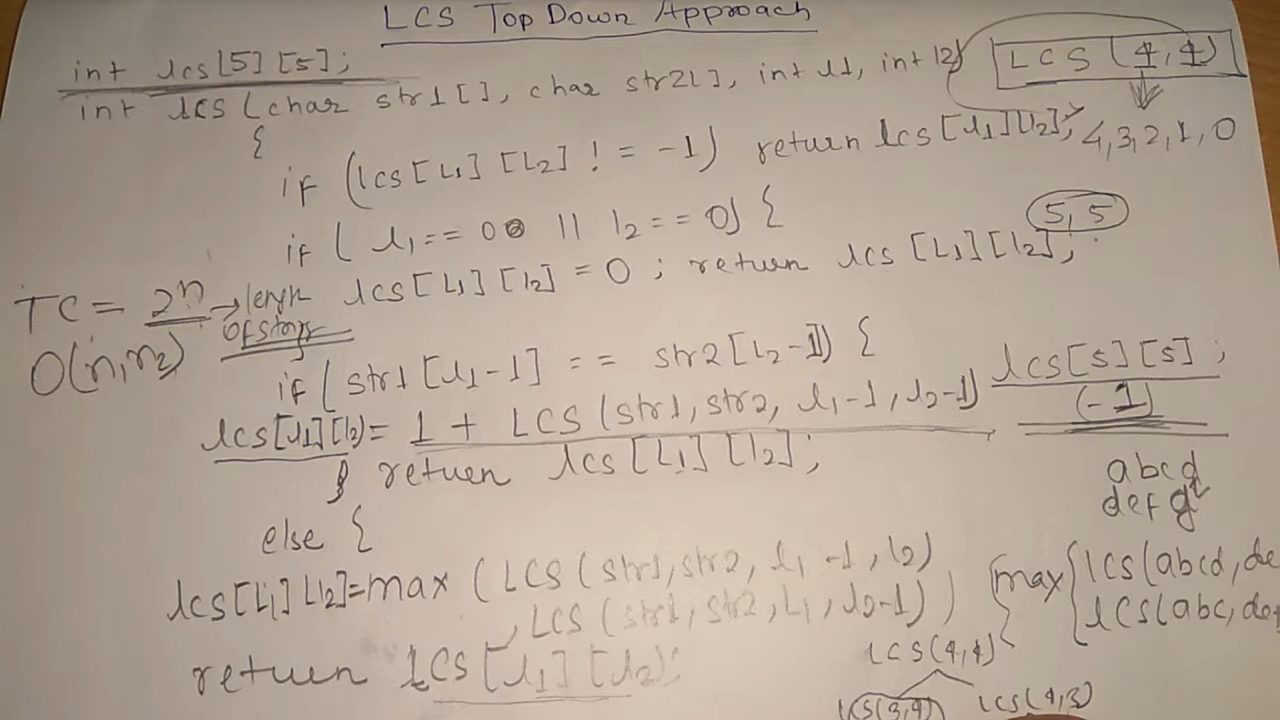 LCS Top Down Approach
int lcs[5][5];
int lcs(char str1[], char str2[], int l1, int l2)
LCS (4,4)
{
4,3,2,1,0
if (lcs[L1][L2] != -1) return lcs[L1][L2];
if (l1==0 || l2==0) {
5,5
lcs[L1][l2]=0; return lcs[L1][l2];
TC = 2^n → length
of strngs
O(n1n2)
}
if (str1[l1-1] == str2[l2-1]) {
lcs[5][5];
(-1)
lcs[l1][l2]= 1 + LCS(str1,str2, l1-1, l2-1)
} return lcs[L1][l2];
abcd
defg
else {
lcs[L1][l2]=max (LCS(str1,str2, l1-1, l2)
, LCS(str1, str2, L1, l2-1))
{max{lcs(abcd,de
lcs(abc,def
return LCS[l1][l2];
LCS(4,4)
LCS(3,4) LCS(4,3)